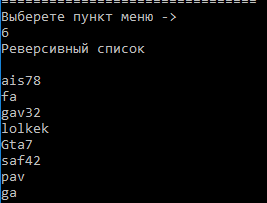 ==================================
Выберете пункт меню ->
6
Реверсивный список

ais78
fa
gav32
lolkek
Gta7
saf42
pav
ga